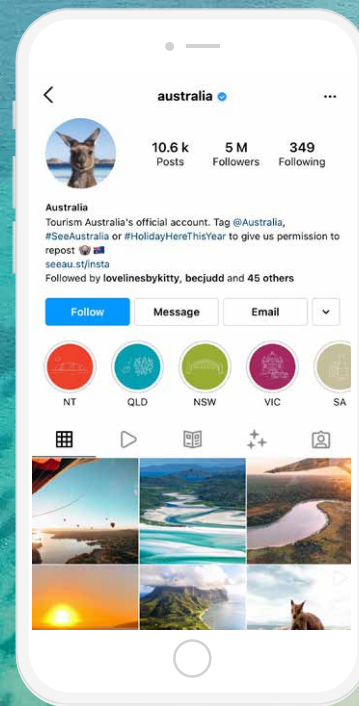 australia
10.6 k 5 M 349
Posts Followers Following
Australia
Tourism Australia's official account. Tag @Australia,
#SeeAustralia or #HolidayHereThisYear to give us permission to
repost 🐨 🇦🇺
seeau.st/insta
Followed by lovelinesbykitty, becjudd and 45 others
Follow Message Email
NT QLD NSW VIC SA